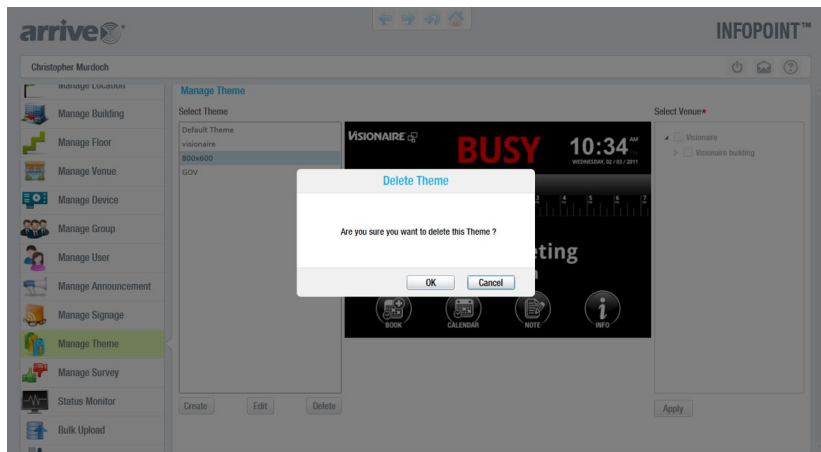 arrive
INFOPOINT™
Christopher Murdoch
Manage Location
Manage Theme
Manage Building
Manage Floor
Manage Venue
Manage Device
Manage Group
Manage User
Manage Announcement
Manage Signage
Manage Theme
Manage Survey
Status Monitor
Bulk Upload
Select Theme
Default Theme
visionaire
800x600
GOV
Create
Edit
Delete
VISIONAIRE
BUSY
10:34 AM
WEDNESDAY, 02 / 03 / 2011
BOOK
CALENDAR
NOTE
INFO
Delete Theme
Are you sure you want to delete this Theme ?
OK
Cancel
Select Venue*
Visionaire
Visionaire building
Apply